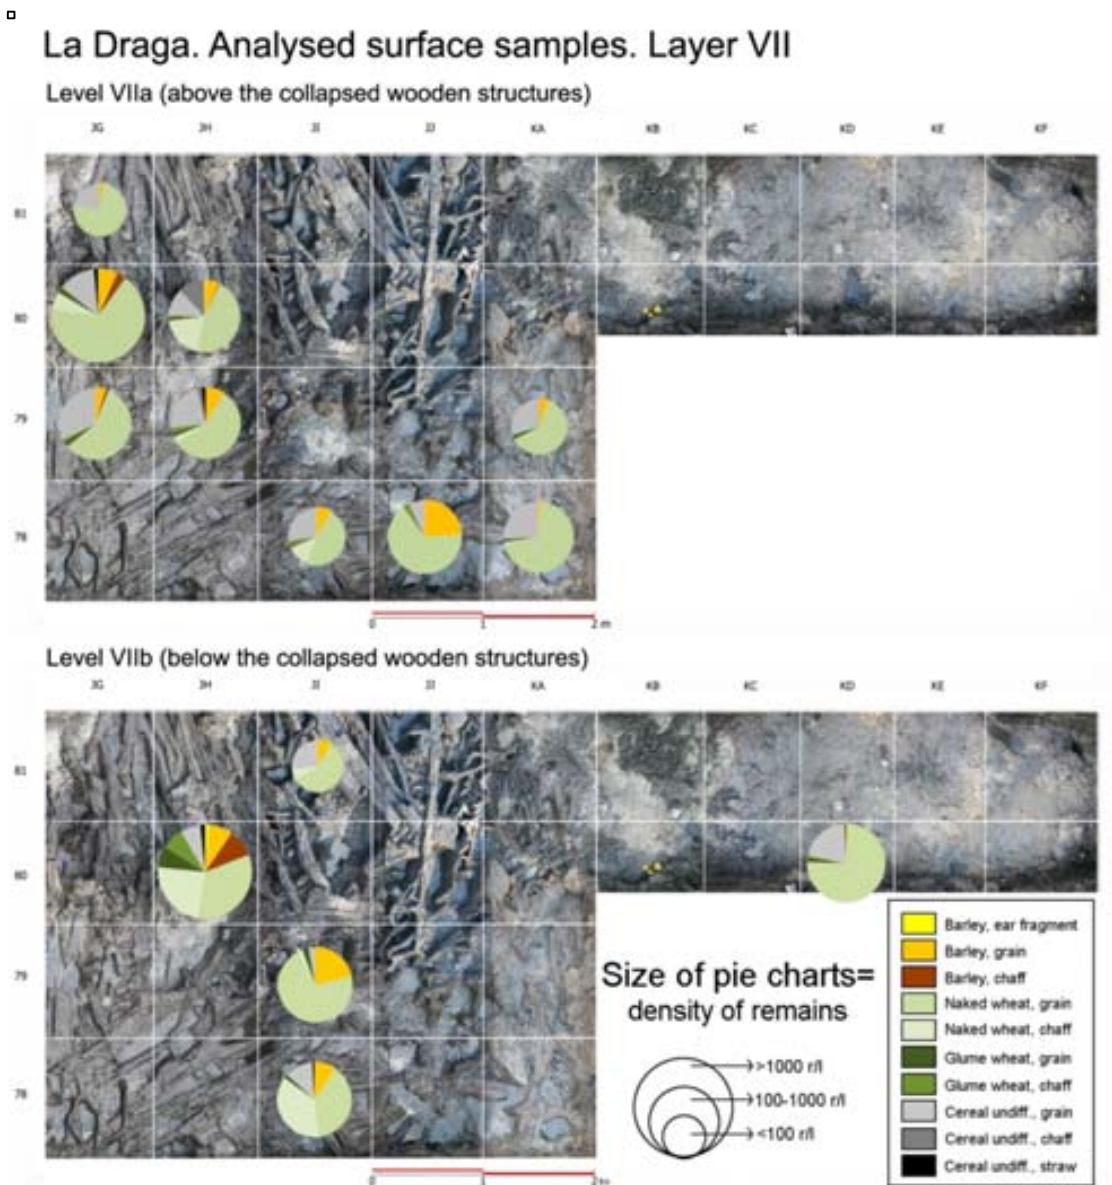 La Draga. Analysed surface samples. Layer VII
Level VIIa (above the collapsed wooden structures)
JG JH JI JJ KA KB KC KD KE KF
81
80
79
78
0 1 2 m
Level VIIb (below the collapsed wooden structures)
JG JH JI JJ KA KB KC KD KE KF
81
80
79
78
Size of pie charts=
density of remains
>1000 r/l
100-1000 r/l
<100 r/l
Barley, ear fragment
Barley, grain
Barley, chaff
Naked wheat, grain
Naked wheat, chaff
Glume wheat, grain
Glume wheat, chaff
Cereal undiff., grain
Cereal undiff., chaff
Cereal undiff., straw
0 1